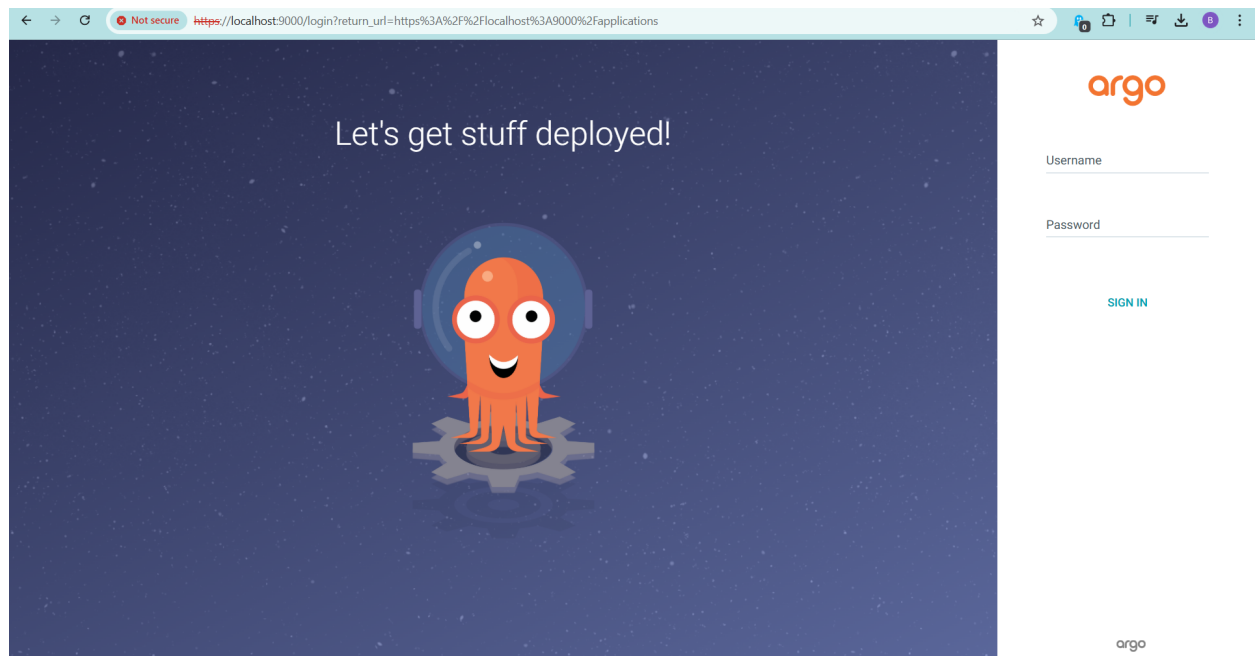 Not secure https://localhost:9000/login?return_url=https%3A%2F%2Flocalhost%3A9000%2Fapplications
0
B
argo
Let's get stuff deployed!
Username
Password
SIGN IN
argo